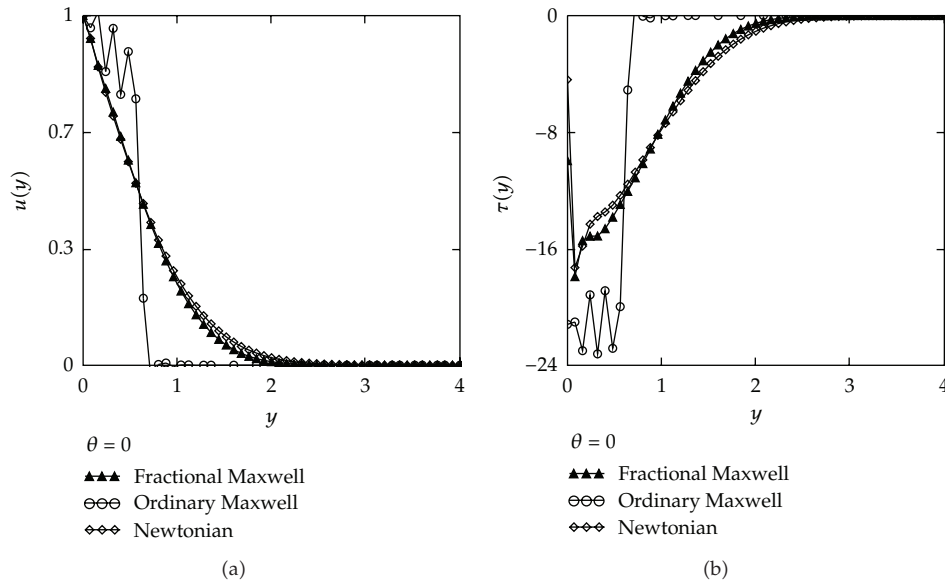 1
0.7
0.3
0
u(y)
0
1
2
3
4
y
θ = 0
Fractional Maxwell
Ordinary Maxwell
Newtonian
(a)
0
−8
−16
−24
τ(y)
0
1
2
3
4
y
θ = 0
Fractional Maxwell
Ordinary Maxwell
Newtonian
(b)